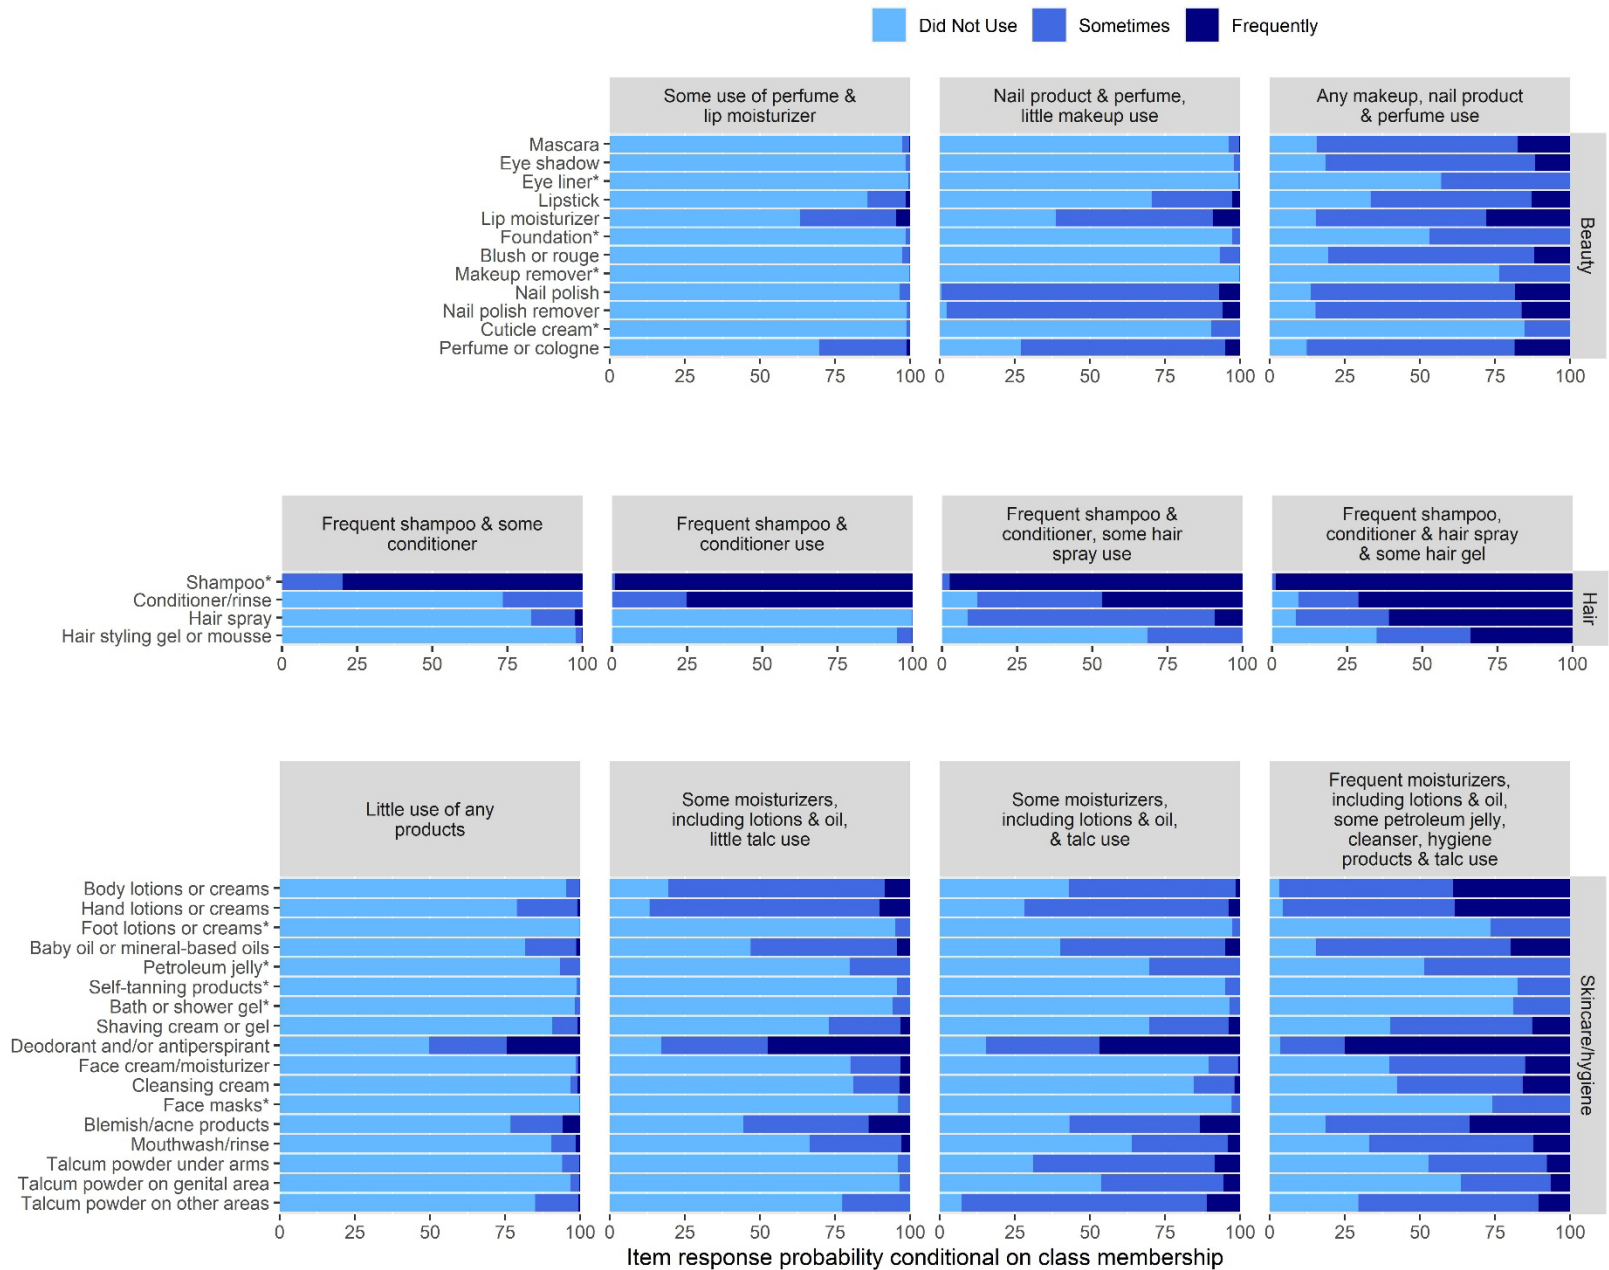 Did Not Use Sometimes Frequently
Some use of perfume & 
lip moisturizer
Nail product & perfume,
little makeup use
Any makeup, nail product
& perfume use
Mascara
Eye shadow
Eye liner*
Lipstick
Lip moisturizer
Foundation*
Blush or rouge
Makeup remover*
Nail polish
Nail polish remover
Cuticle cream*
Perfume or cologne
Beauty
0 25 50 75 100 0 25 50 75 100 0 25 50 75 100
Frequent shampoo & some
conditioner
Frequent shampoo &
conditioner use
Frequent shampoo &
conditioner, some hair
spray use
Frequent shampoo,
conditioner & hair spray
& some hair gel
Shampoo*
Conditioner/rinse
Hair spray
Hair styling gel or mousse
Hair
0 25 50 75 100 0 25 50 75 100 0 25 50 75 100 0 25 50 75 100
Little use of any
products
Some moisturizers,
including lotions & oil,
little talc use
Some moisturizers,
including lotions & oil,
& talc use
Frequent moisturizers,
including lotions & oil,
some petroleum jelly,
cleanser, hygiene
products & talc use
Body lotions or creams
Hand lotions or creams
Foot lotions or creams*
Baby oil or mineral-based oils
Petroleum jelly*
Self-tanning products*
Bath or shower gel*
Shaving cream or gel
Deodorant and/or antiperspirant
Face cream/moisturizer
Cleansing cream
Face masks*
Blemish/acne products
Mouthwash/rinse
Talcum powder under arms
Talcum powder on genital area
Talcum powder on other areas
Skincare/hygiene
0 25 50 75 100 0 25 50 75 100 0 25 50 75 100 0 25 50 75 100
Item response probability conditional on class membership